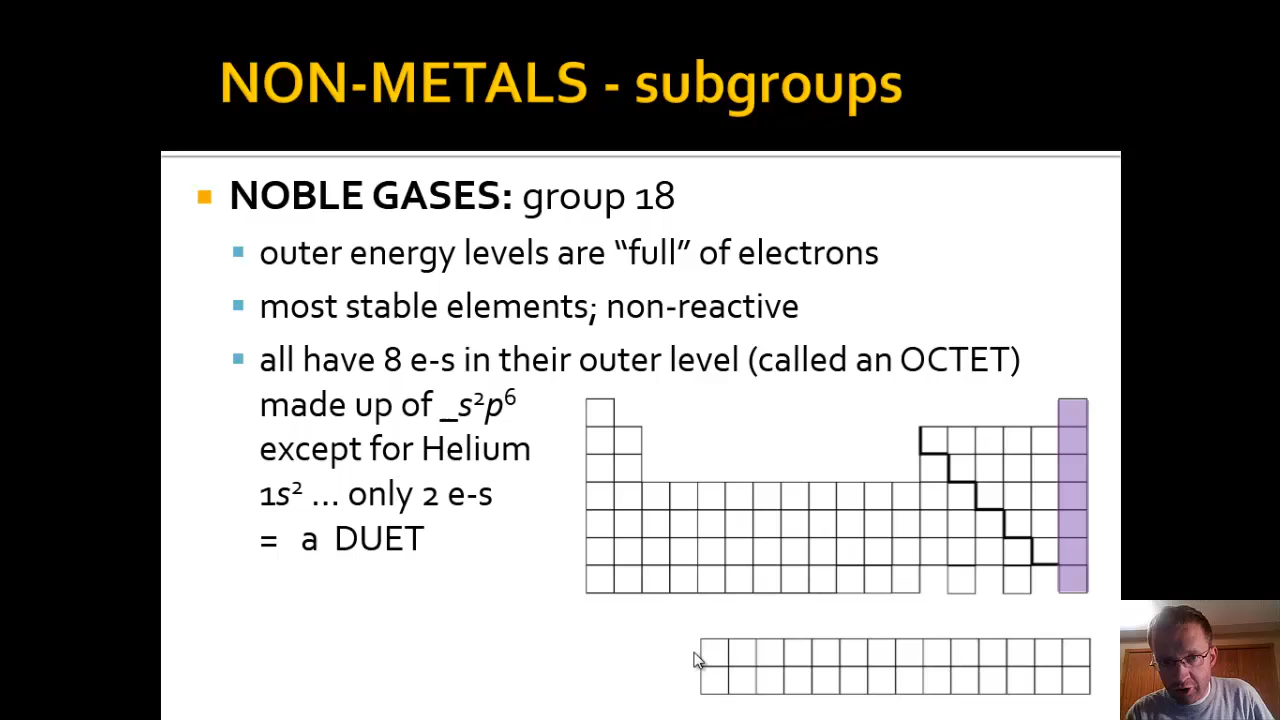 NON-METALS - subgroups
NOBLE GASES: group 18
outer energy levels are “full” of electrons
most stable elements; non-reactive
all have 8 e-s in their outer level (called an OCTET)
made up of _s²p⁶
except for Helium
1s² ... only 2 e-s
= a DUET